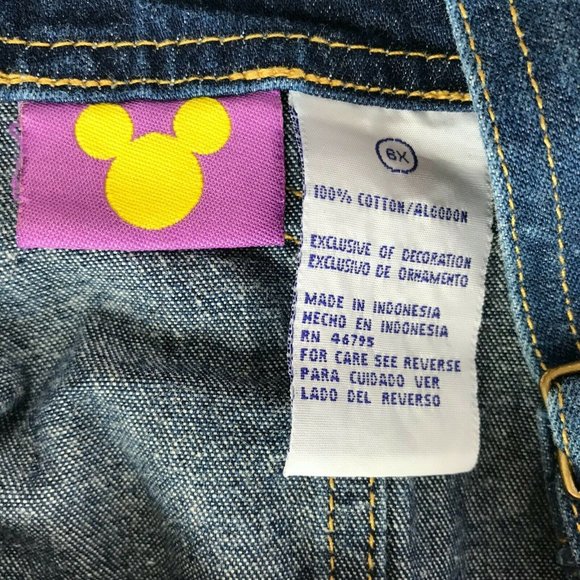 6X
100% COTTON/ALGODON
EXCLUSIVE OF DECORATION
EXCLUSIVO DE ORNAMENTO
MADE IN INDONESIA
HECHO EN INDONESIA
RN 46795
FOR CARE SEE REVERSE
PARA CUIDADO VER
LADO DEL REVERSO